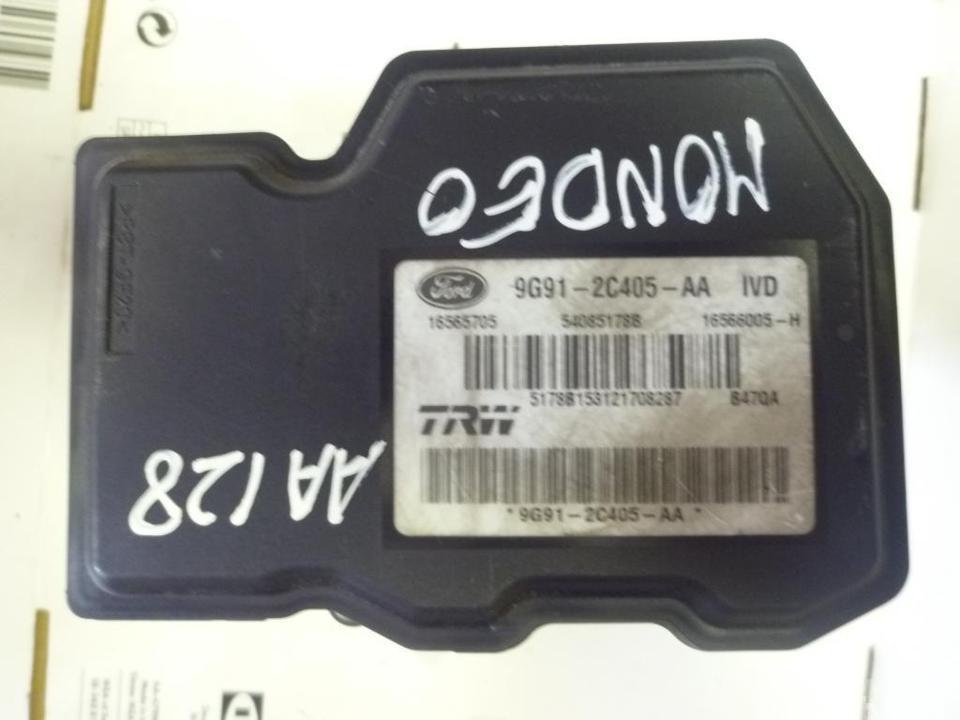 MONDEO
Ford 9G91-2C405-AA IVD
16565705 54085178B 16566005-H
5178B153121708287 B47QA
TRW
*9G91-2C405-AA*
AA128